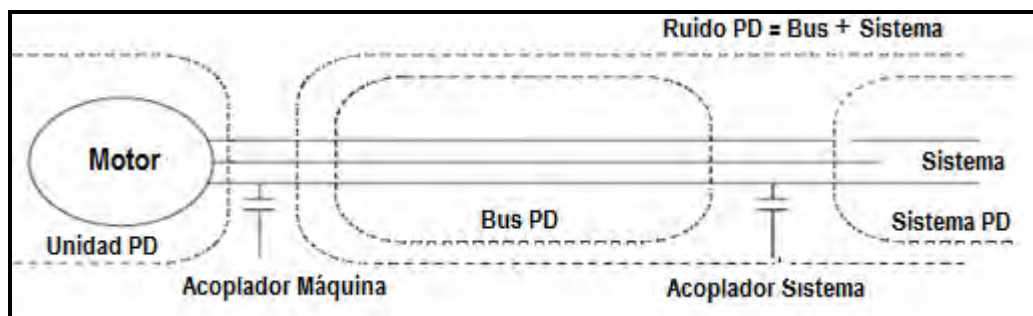 Ruido PD = Bus + Sistema
Motor
Sistema
Unidad PD
Bus PD
Sistema PD
Acoplador Máquina
Acoplador Sistema